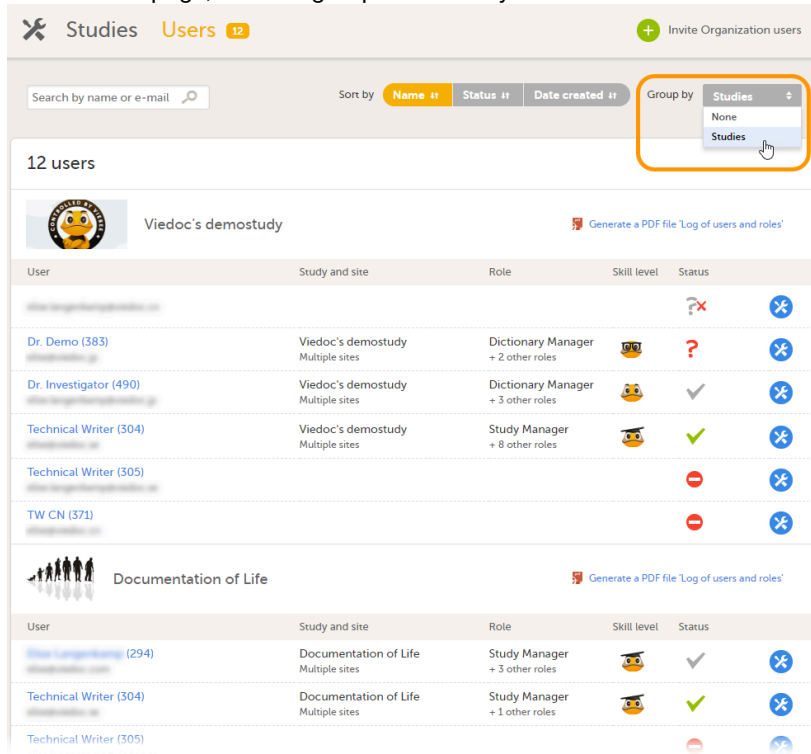 Studies Users 12
Invite Organization users
Search by name or e-mail
Sort by Name Status Date created
Group by Studies
None
Studies
12 users
CONTROLLED BY VIEDOC
Viedoc's demostudy
Generate a PDF file 'Log of users and roles'
User Study and site Role Skill level Status
Dr. Demo (383) Viedoc's demostudy Dictionary Manager
Multiple sites + 2 other roles
Dr. Investigator (490) Viedoc's demostudy Dictionary Manager
Multiple sites + 3 other roles
Technical Writer (304) Viedoc's demostudy Study Manager
Multiple sites + 8 other roles
Technical Writer (305)
TW CN (371)
Documentation of Life
Generate a PDF file 'Log of users and roles'
User Study and site Role Skill level Status
(294) Documentation of Life Study Manager
Multiple sites + 3 other roles
Technical Writer (304) Documentation of Life Study Manager
Multiple sites + 1 other roles
Technical Writer (305)